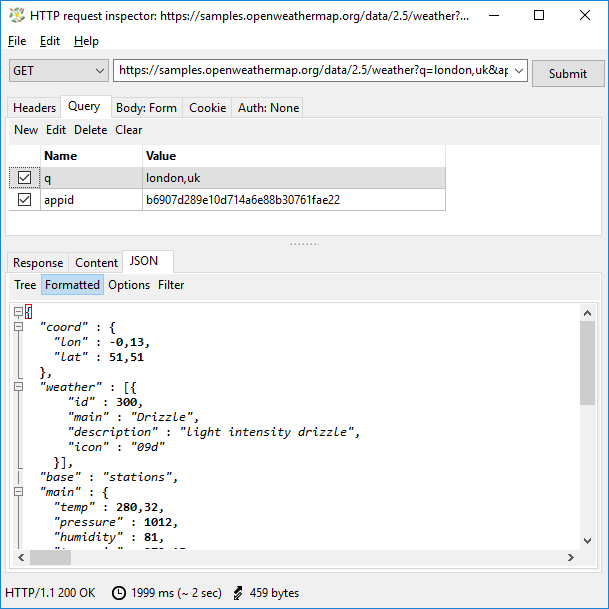 HTTP request inspector: https://samples.openweathermap.org/data/2.5/weather?...
File Edit Help
GET https://samples.openweathermap.org/data/2.5/weather?q=london,uk&ap Submit
Headers Query Body: Form Cookie Auth: None
New Edit Delete Clear
Name Value
q london,uk
appid b6907d289e10d714a6e88b30761fae22
Response Content JSON
Tree Formatted Options Filter
{
"coord" : {
"lon" : -0,13,
"lat" : 51,51
},
"weather" : [{
"id" : 300,
"main" : "Drizzle",
"description" : "light intensity drizzle",
"icon" : "09d"
}],
"base" : "stations",
"main" : {
"temp" : 280,32,
"pressure" : 1012,
"humidity" : 81,
HTTP/1.1 200 OK 1999 ms (~ 2 sec) 459 bytes